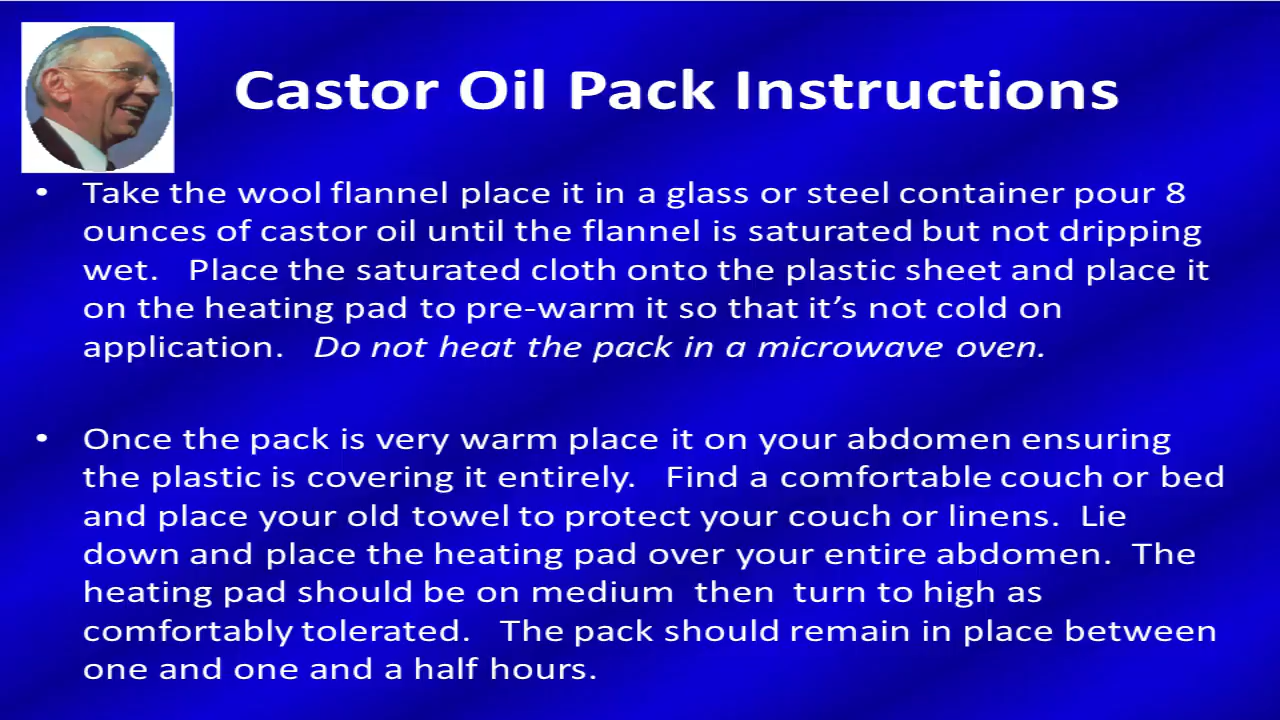 Castor Oil Pack Instructions
• Take the wool flannel place it in a glass or steel container pour 8
ounces of castor oil until the flannel is saturated but not dripping
wet. Place the saturated cloth onto the plastic sheet and place it
on the heating pad to pre-warm it so that it’s not cold on
application. Do not heat the pack in a microwave oven.
• Once the pack is very warm place it on your abdomen ensuring
the plastic is covering it entirely. Find a comfortable couch or bed
and place your old towel to protect your couch or linens. Lie
down and place the heating pad over your entire abdomen. The
heating pad should be on medium then turn to high as
comfortably tolerated. The pack should remain in place between
one and one and a half hours.